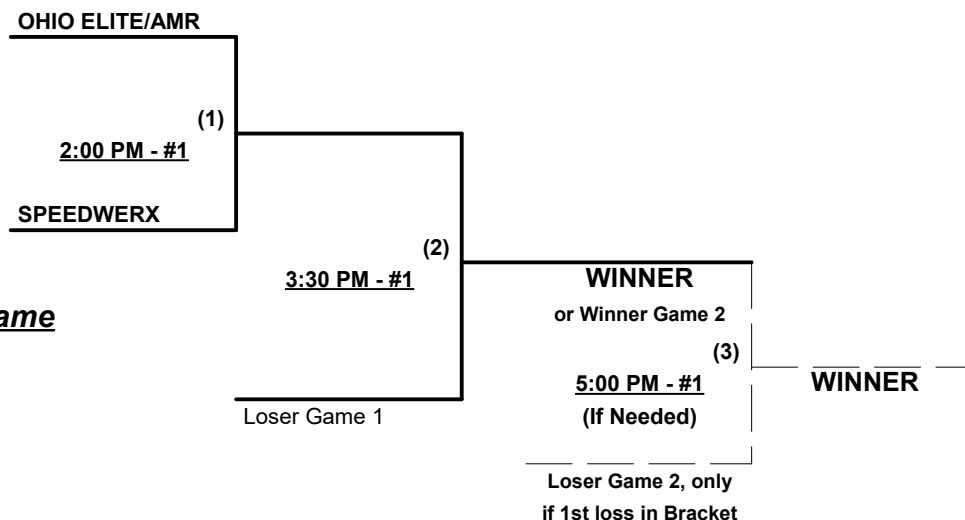 OHIO ELITE/AMR
(1)
2:00 PM - #1
SPEEDWERX
(2)
3:30 PM - #1
WINNER
or Winner Game 2
(3)
5:00 PM - #1
(If Needed)
WINNER
Loser Game 1
Loser Game 2, only
if 1st loss in Bracket